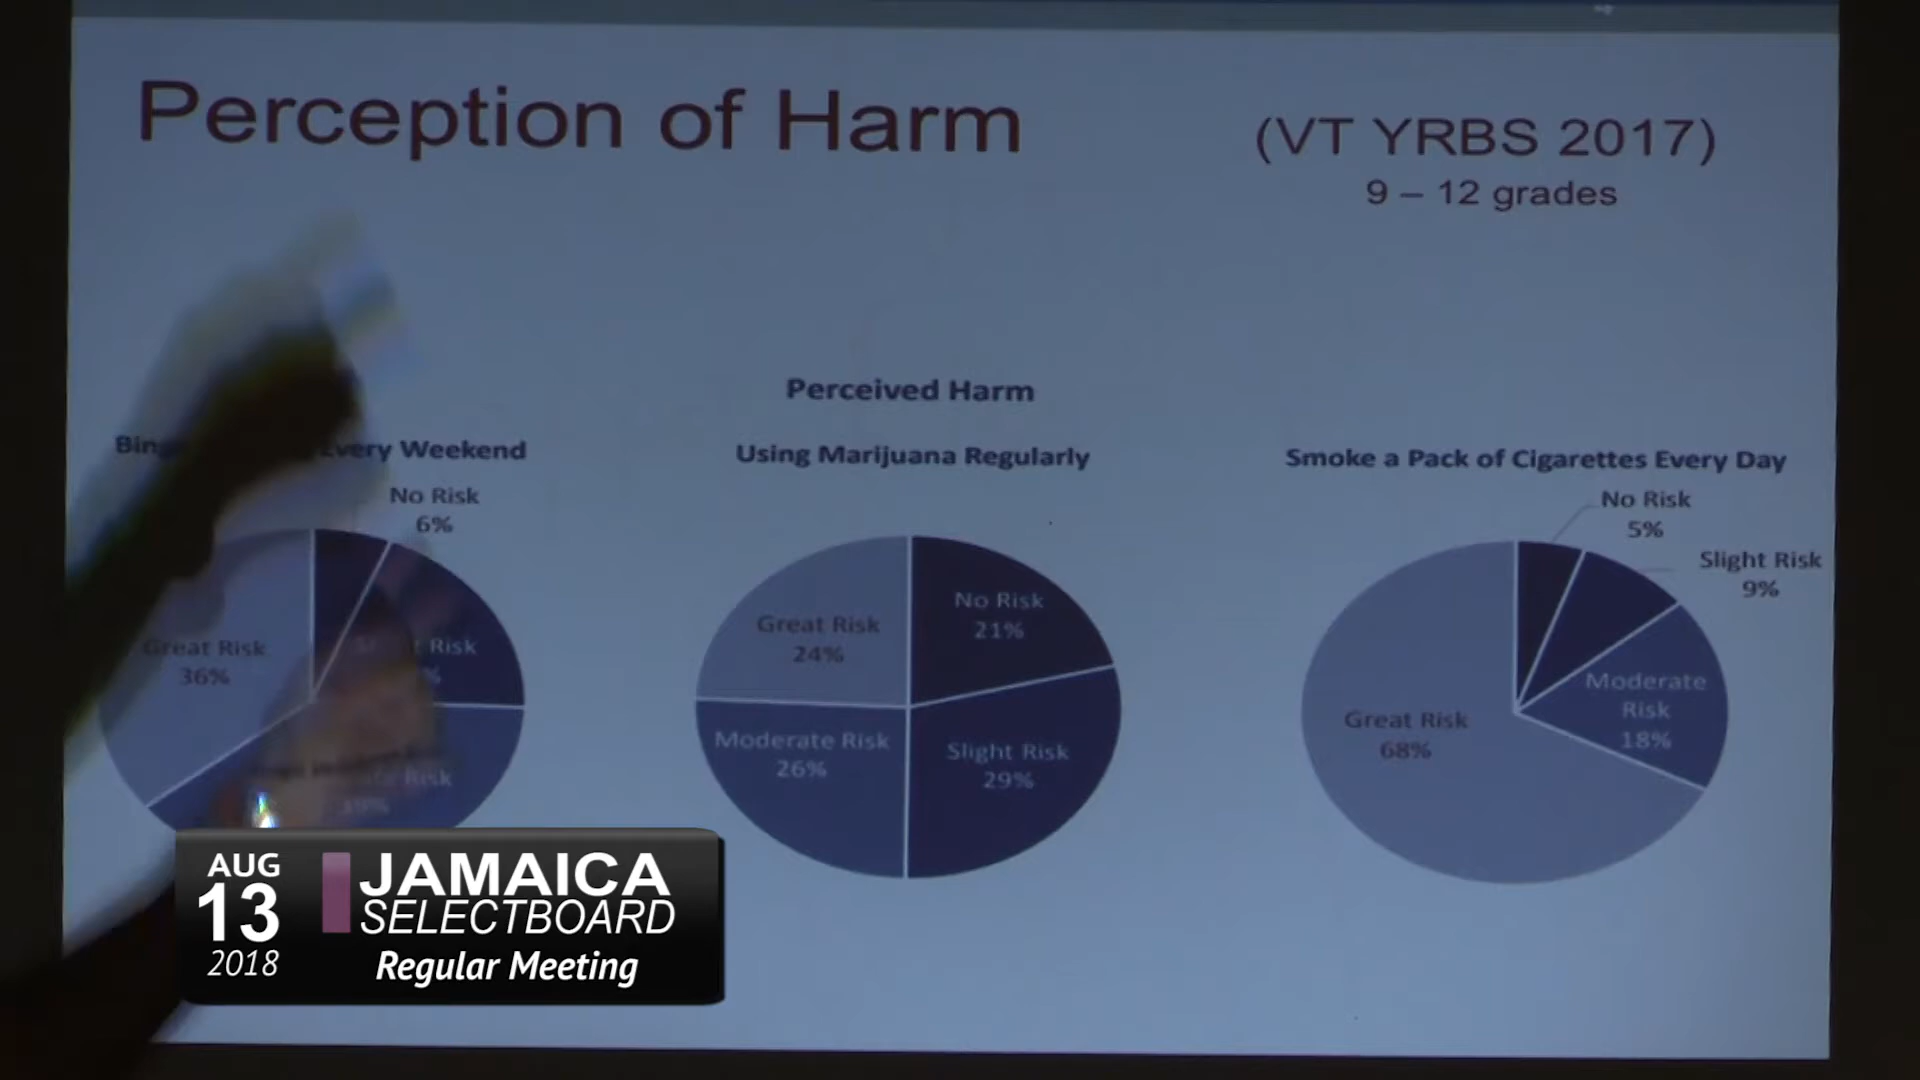 Perception of Harm
(VT YRBS 2017)
9 – 12 grades
Perceived Harm
Every Weekend
No Risk
6%
Great Risk
36%
Risk
Risk
Using Marijuana Regularly
No Risk
21%
Great Risk
24%
Moderate Risk
26%
Slight Risk
29%
Smoke a Pack of Cigarettes Every Day
No Risk
5%
Slight Risk
9%
Moderate
Risk
18%
Great Risk
68%
AUG
13
2018
JAMAICA
SELECTBOARD
Regular Meeting